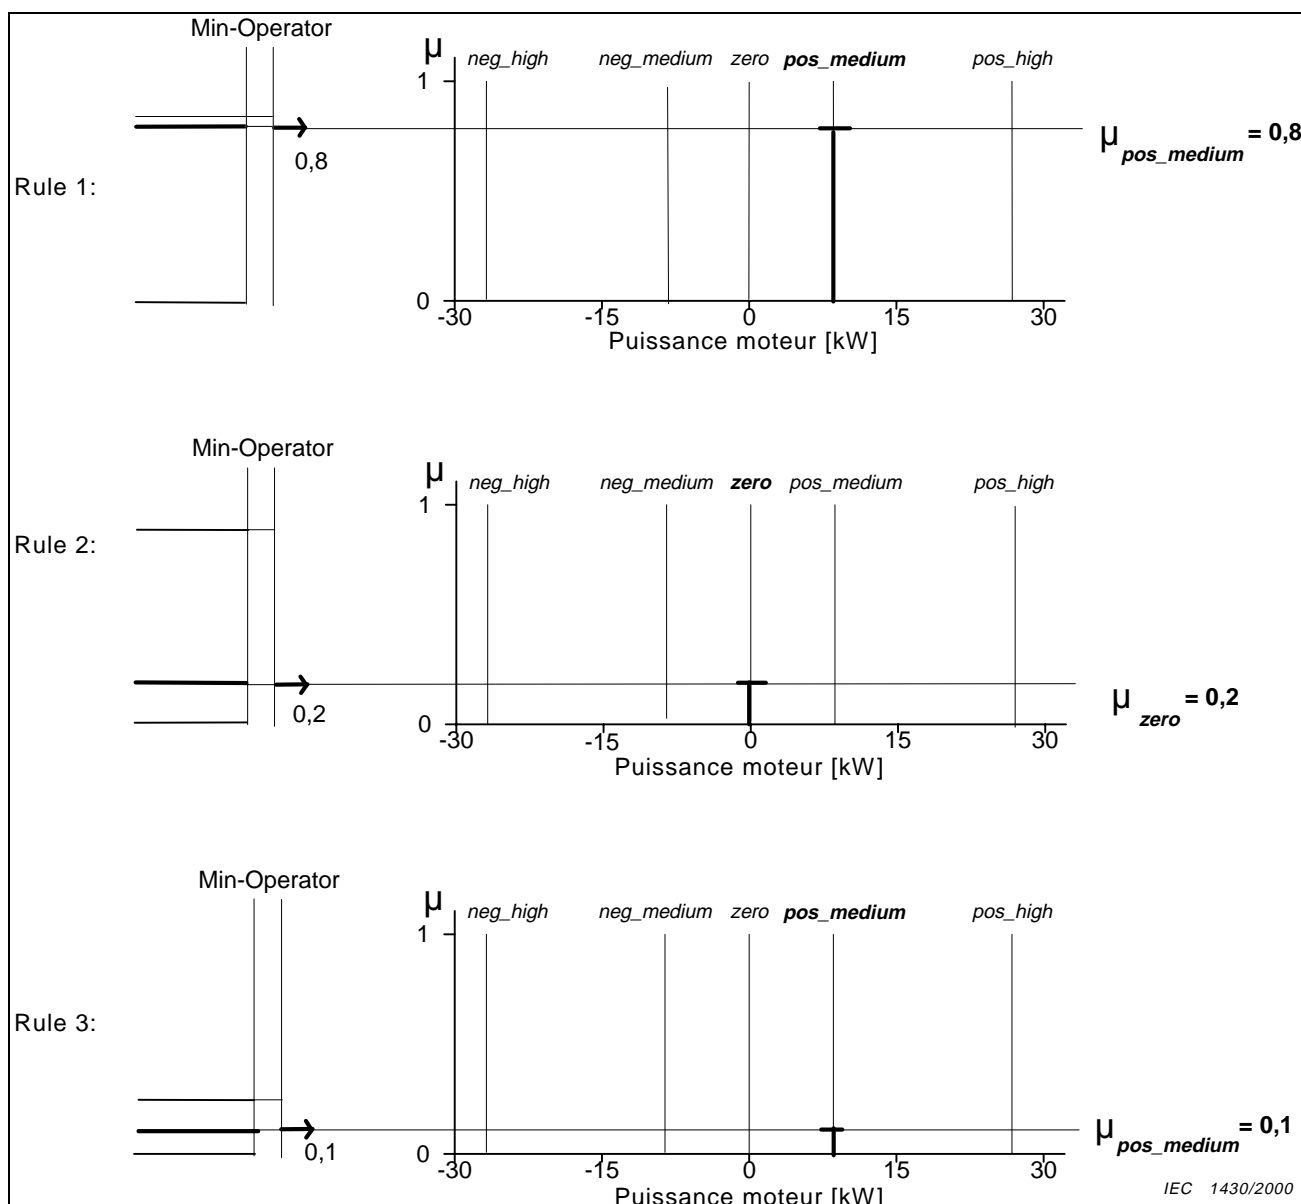 Min-Operator
μ
neg_high neg_medium zero pos_medium pos_high
1
μ pos_medium = 0,8
0,8
Rule 1:
0
-30 -15 0 15 30
Puissance moteur [kW]
Min-Operator
μ
neg_high neg_medium zero pos_medium pos_high
1
Rule 2:
0,2
μ zero = 0,2
0
-30 -15 0 15 30
Puissance moteur [kW]
Min-Operator
μ
neg_high neg_medium zero pos_medium pos_high
1
Rule 3:
0,1
μ pos_medium = 0,1
0
-30 -15 0 15 30
Puissance moteur [kW]
IEC 1430/2000